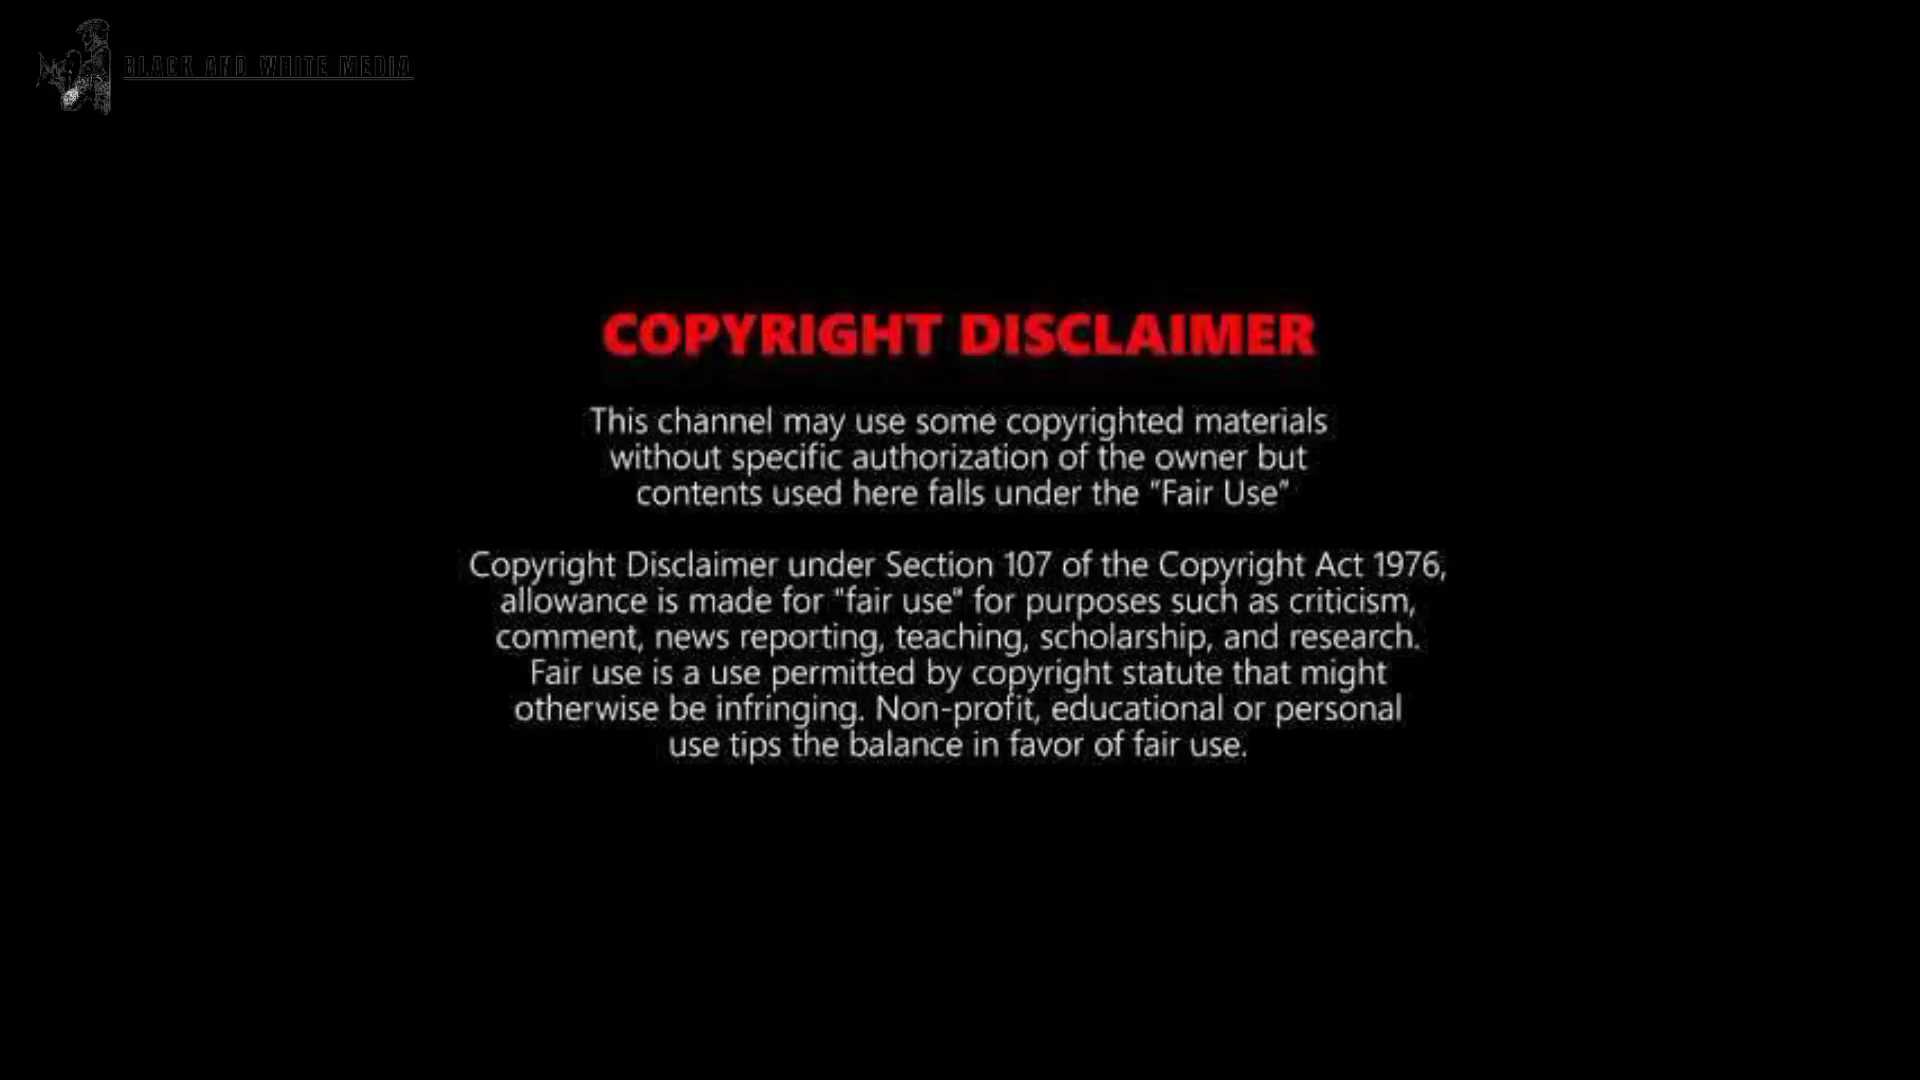 BLACK AND WHITE MEDIA
COPYRIGHT DISCLAIMER
This channel may use some copyrighted materials
without specific authorization of the owner but
contents used here falls under the "Fair Use"
Copyright Disclaimer under Section 107 of the Copyright Act 1976,
allowance is made for "fair use" for purposes such as criticism,
comment, news reporting, teaching, scholarship, and research.
Fair use is a use permitted by copyright statute that might
otherwise be infringing. Non-profit, educational or personal
use tips the balance in favor of fair use.